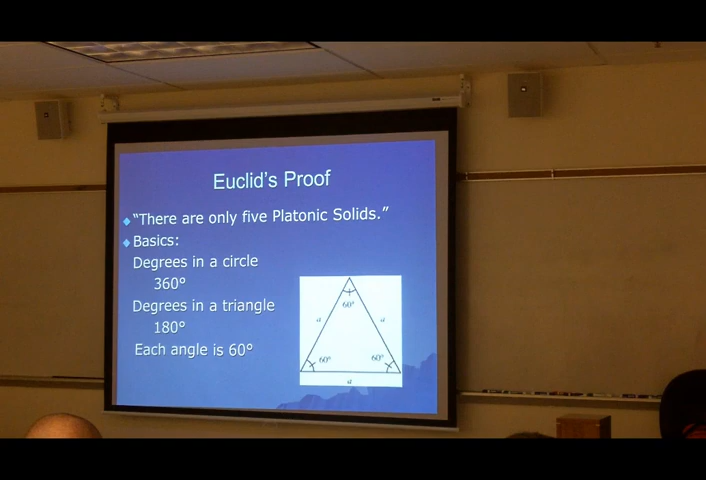 Euclid's Proof
"There are only five Platonic Solids."
Basics:
Degrees in a circle
360°
Degrees in a triangle
180°
Each angle is 60°
60°
a a
60° 60°
a